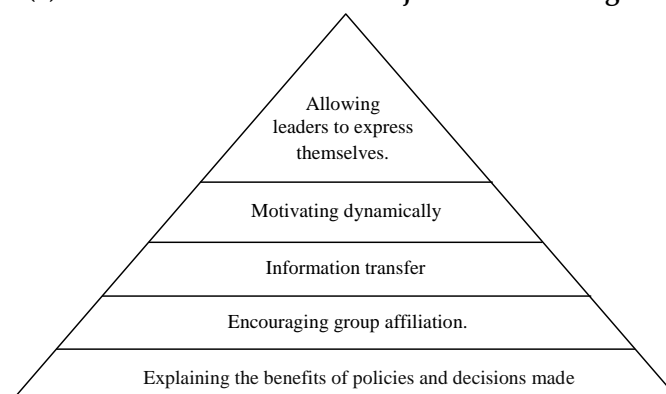 Allowing
leaders to express
themselves.
Motivating dynamically
Information transfer
Encouraging group affiliation.
Explaining the benefits of policies and decisions made